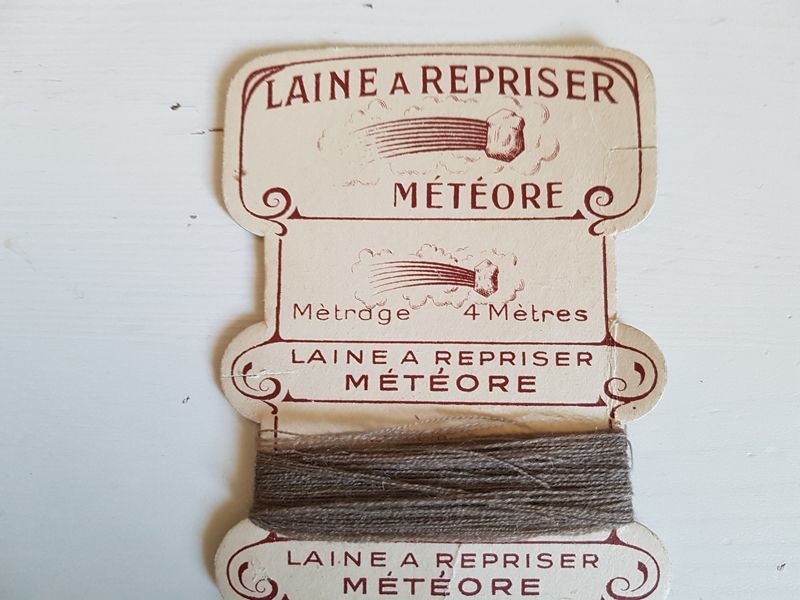 LAINE A REPRISER
MÉTÉORE
Mètrage 4 Mètres
LAINE A REPRISER
MÉTÉORE
LAINE A REPRISER
MÉTÉORE